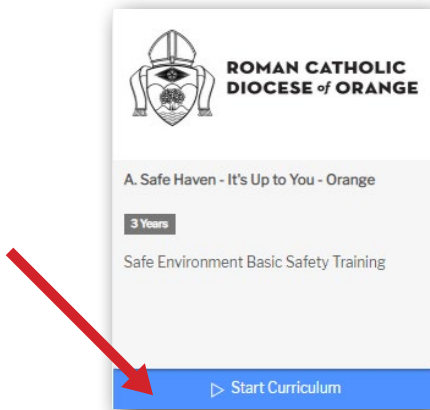 ROMAN CATHOLIC
DIOCESE of ORANGE
A. Safe Haven - It's Up to You - Orange
3 Years
Safe Environment Basic Safety Training
Start Curriculum